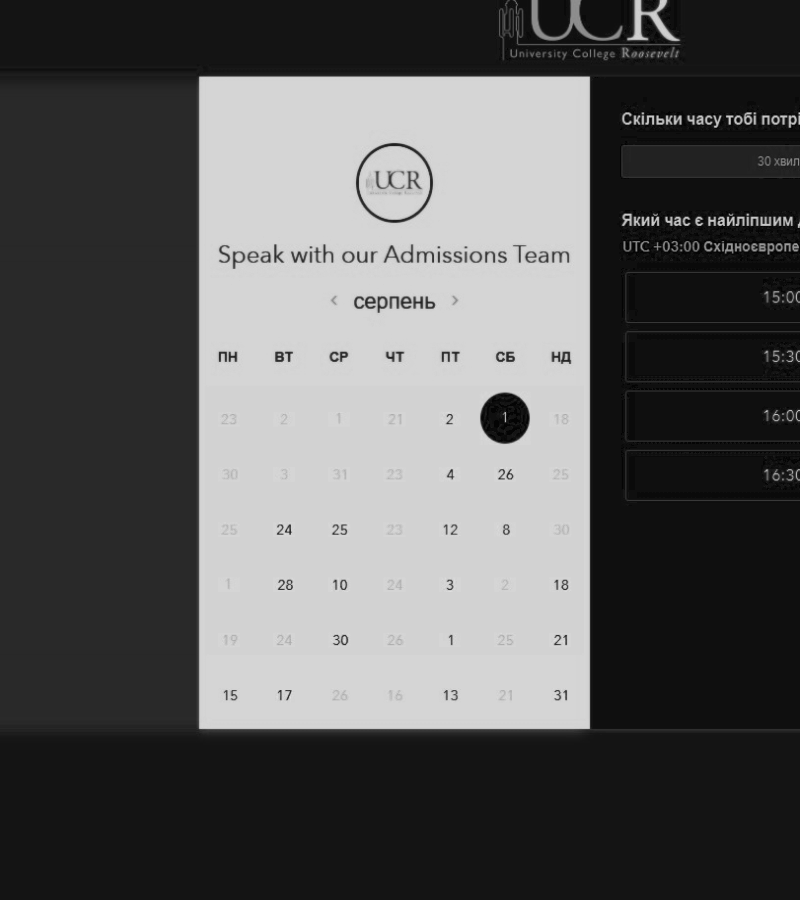 UCR
University College Roosevelt
UCR
Speak with our Admissions Team
< серпень >
ПН ВТ СР ЧТ ПТ СБ НД
23 2 1 21 2 1 18
30 3 31 23 4 26 25
25 24 25 23 12 8 30
1 28 10 24 3 2 18
19 24 30 26 1 25 21
15 17 26 16 13 21 31
Скільки часу тобі потрі
30 хвил
Який час є найліпшим
UTC +03:00 Східноєвропе
15:00
15:30
16:00
16:30